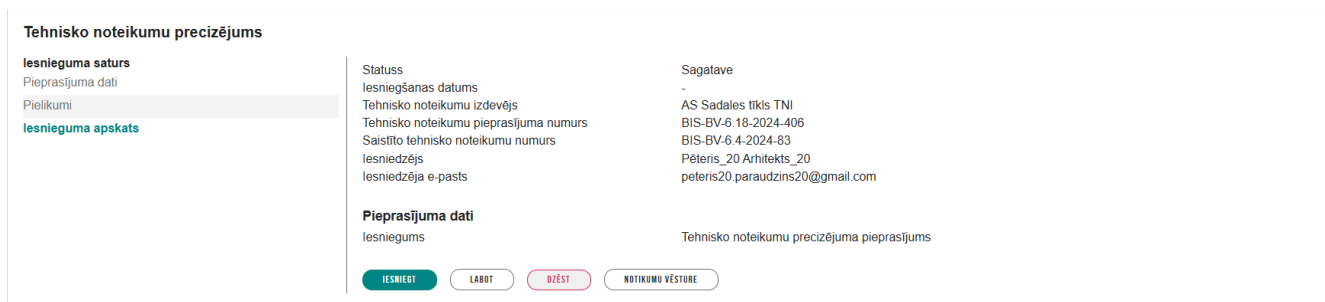 Tehnisko noteikumu precizējums
Iesnieguma saturs
Pieprasījuma dati
Pielikumi
Iesnieguma apskats
Statuss Sagatave
Iesniegšanas datums -
Tehnisko noteikumu izdevējs AS Sadales tīkls TNI
Tehnisko noteikumu pieprasījuma numurs BIS-BV-6.18-2024-406
Saistīto tehnisko noteikumu numurs BIS-BV-6.4-2024-83
Iesniedzējs Pēteris_20 Arhitekts_20
Iesniedzēja e-pasts peteris20.paraudzins20@gmail.com
Pieprasījuma dati
Iesniegums Tehnisko noteikumu precizējuma pieprasījums
IESNIEGT LABOT DZĒST NOTIKUMU VĒSTURE